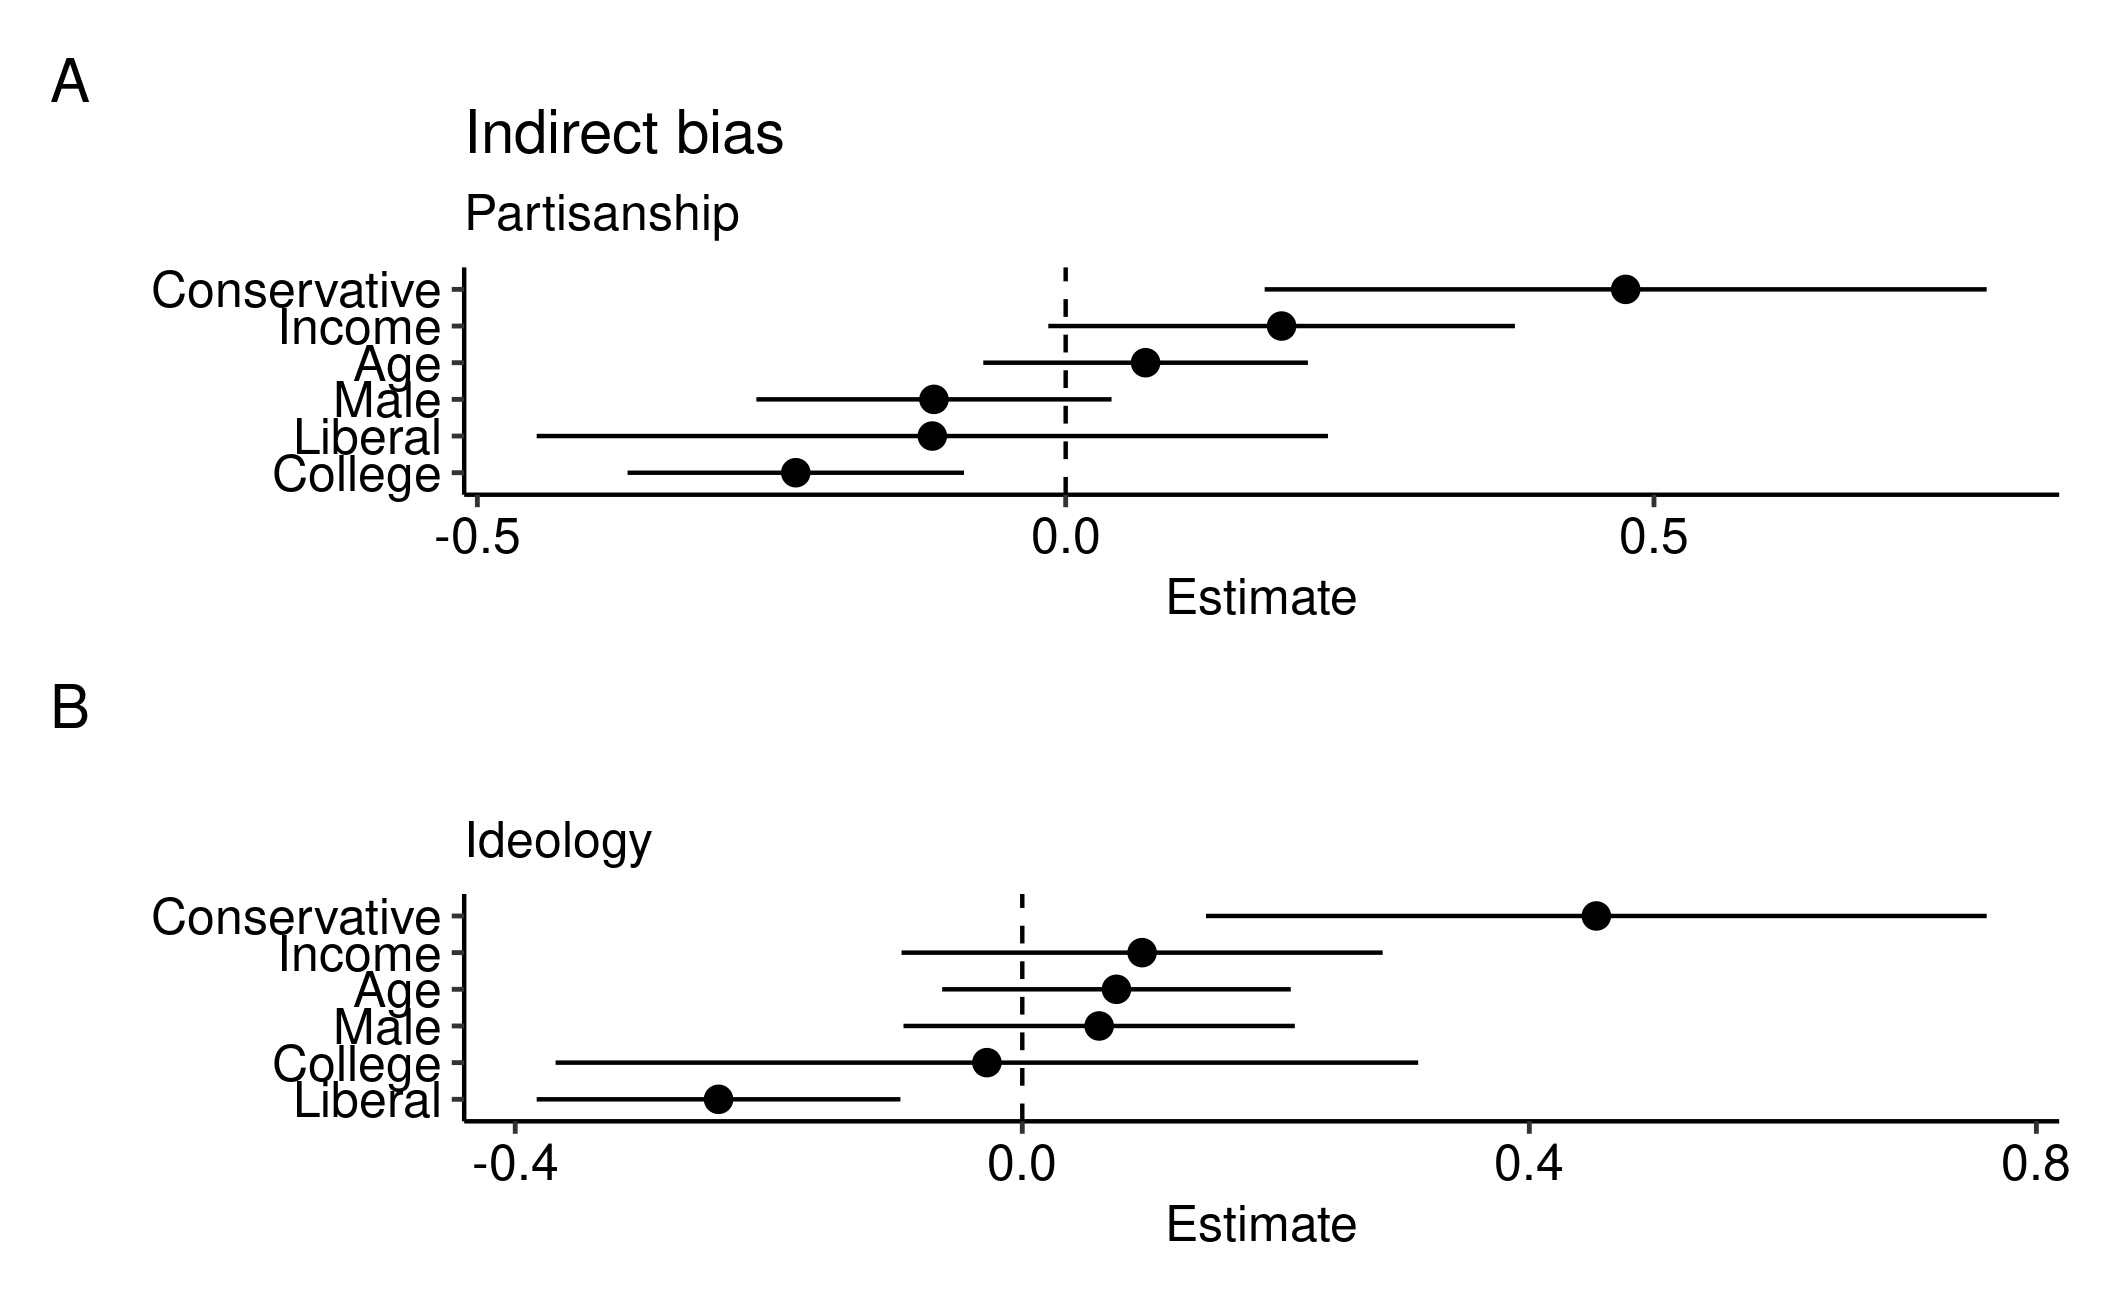 A
Indirect bias
Partisanship
Conservative
Income
Age
Male
Liberal
College
-0.5 0.0 0.5
Estimate
B
Ideology
Conservative
Income
Age
Male
College
Liberal
-0.4 0.0 0.4 0.8
Estimate